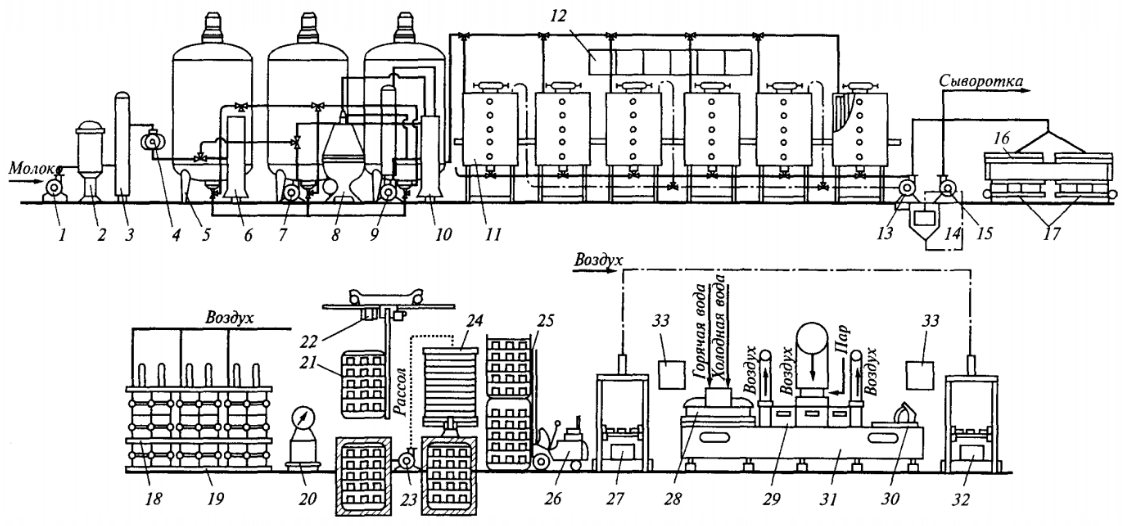 12
Сыворотка
16
Молоко
1 2 3 4 5 6 7 8 9 10 11 13 14 15 17
Воздух
Воздух
22
24
25
21
33
Горячая вода
Холодная вода
Воздух
Воздух
Пар
Воздух
33
Рассол
18 19 20 23 26 27 28 29 31 30 32